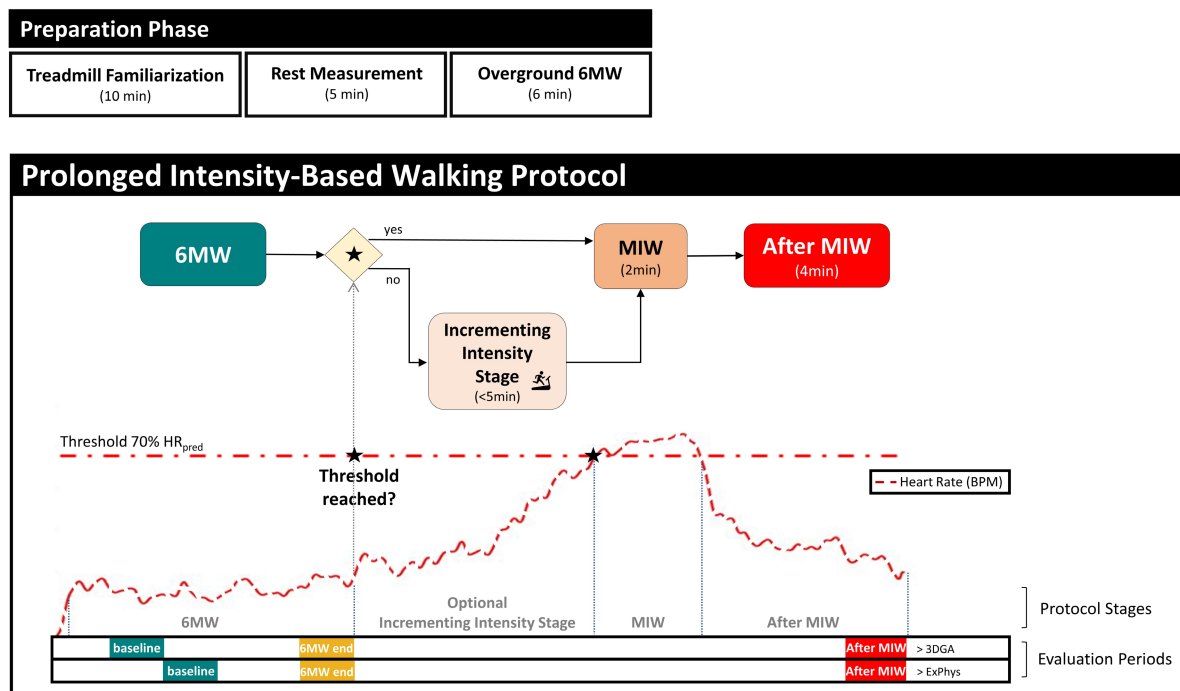 Preparation Phase
Treadmill Familiarization
(10 min)
Rest Measurement
(5 min)
Overground 6MW
(6 min)
Prolonged Intensity-Based Walking Protocol
6MW
yes
no
MIW
(2min)
After MIW
(4min)
Incrementing
Intensity
Stage
(<5min)
Threshold 70% HRpred
Threshold
reached?
Heart Rate (BPM)
6MW
Optional
Incrementing Intensity Stage
MIW
After MIW
Protocol Stages
baseline
6MW end
After MIW
> 3DGA
baseline
6MW end
After MIW
> ExPhys
Evaluation Periods